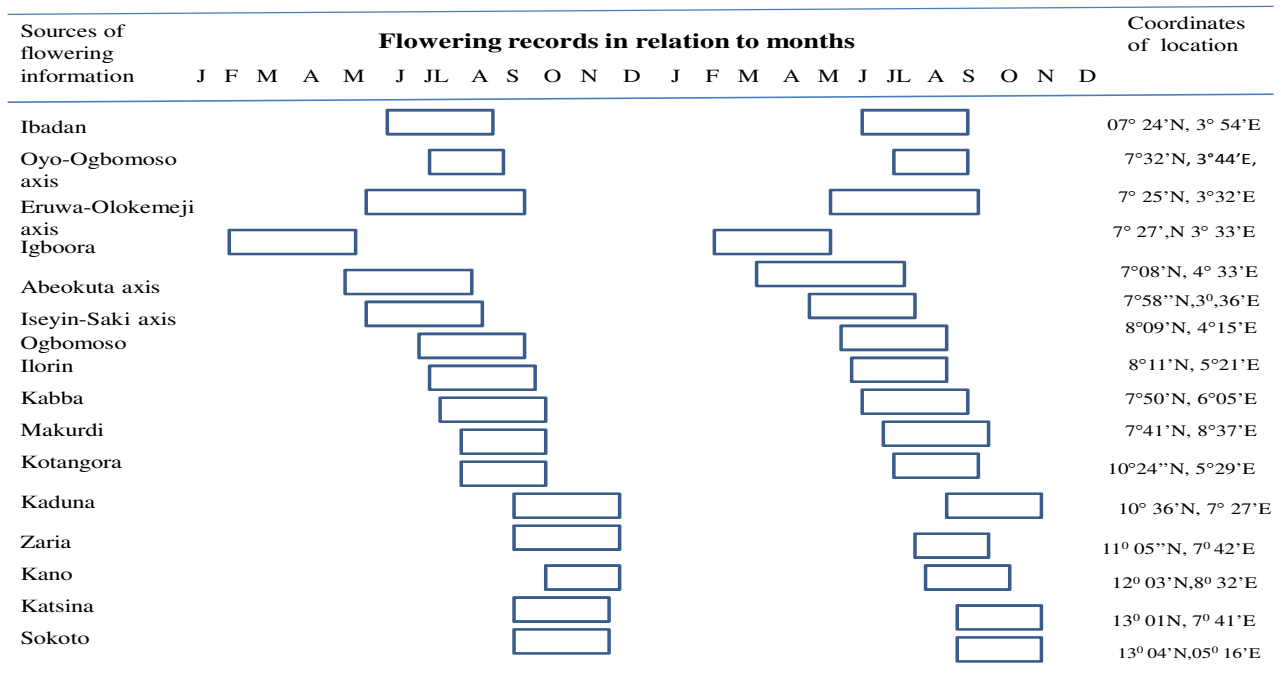 Sources of
flowering
information
Flowering records in relation to months
J F M A M J JL A S O N D J F M A M J JL A S O N D
Coordinates
of location
Ibadan 07° 24’N, 3° 54’E
Oyo-Ogbomoso
axis 7°32’N, 3°44’E,
Eruwa-Olokemeji
axis 7° 25’N, 3°32’E
Igboora 7° 27’,N 3° 33’E
Abeokuta axis 7°08’N, 4° 33’E
Iseyin-Saki axis 7°58’’N,3⁰,36’E
Ogbomoso 8°09’N, 4°15’E
Ilorin 8°11’N, 5°21’E
Kabba 7°50’N, 6°05’E
Makurdi 7°41’N, 8°37’E
Kotangora 10°24’’N, 5°29’E
Kaduna 10° 36’N, 7° 27’E
Zaria 11⁰ 05’’N, 7⁰ 42’E
Kano 12⁰ 03’N,8⁰ 32’E
Katsina 13⁰ 01N, 7⁰ 41’E
Sokoto 13⁰ 04’N,05⁰ 16’E